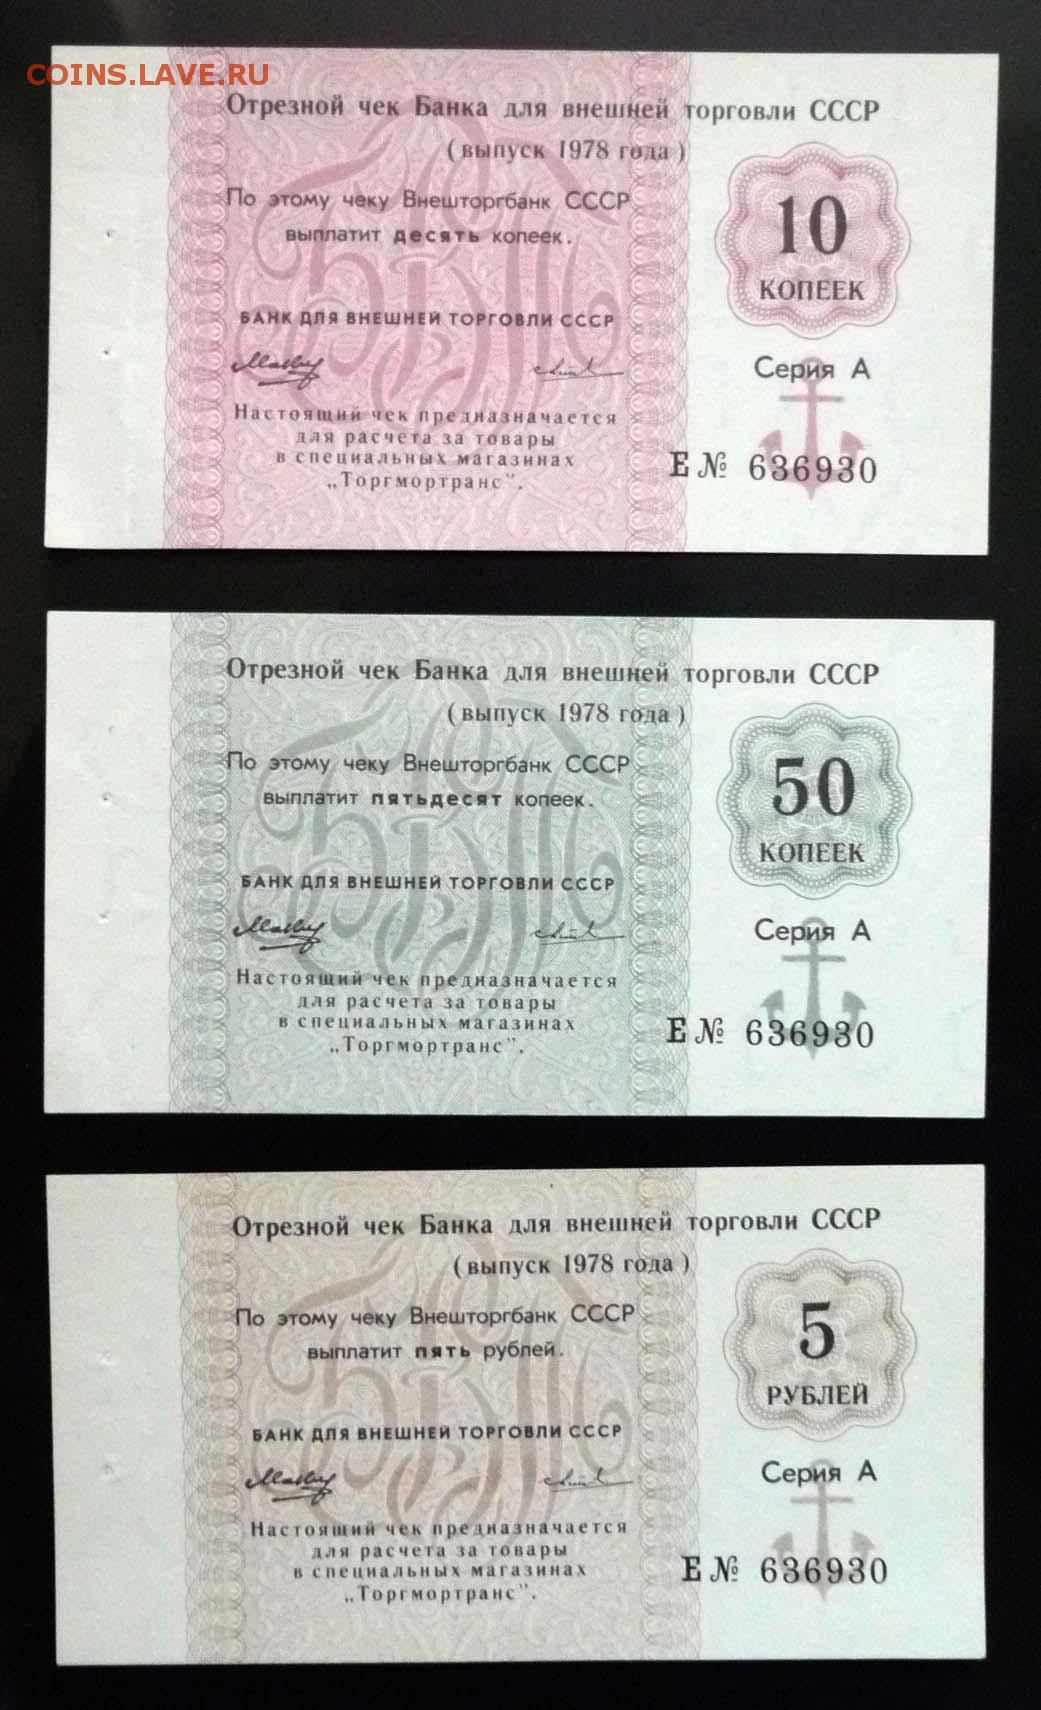 COINS.LAVE.RU
Отрезной чек Банка для внешней торговли СССР
(выпуск 1978 года)
По этому чеку Внешторгбанк СССР
выплатит десять копеек.
10
КОПЕЕК
БАНК ДЛЯ ВНЕШНЕЙ ТОРГОВЛИ СССР
Серия А
Настоящий чек предназначается
для расчета за товары
в специальных магазинах
„Торгмортранс".
Е № 636930
Отрезной чек Банка для внешней торговли СССР
(выпуск 1978 года)
По этому чеку Внешторгбанк СССР
выплатит пятьдесят копеек.
50
КОПЕЕК
БАНК ДЛЯ ВНЕШНЕЙ ТОРГОВЛИ СССР
Серия А
Настоящий чек предназначается
для расчета за товары
в специальных магазинах
„Торгмортранс".
Е № 636930
Отрезной чек Банка для внешней торговли СССР
(выпуск 1978 года)
По этому чеку Внешторгбанк СССР
выплатит пять рублей.
5
РУБЛЕЙ
БАНК ДЛЯ ВНЕШНЕЙ ТОРГОВЛИ СССР
Серия А
Настоящий чек предназначается
для расчета за товары
в специальных магазинах
„Торгмортранс".
Е № 636930